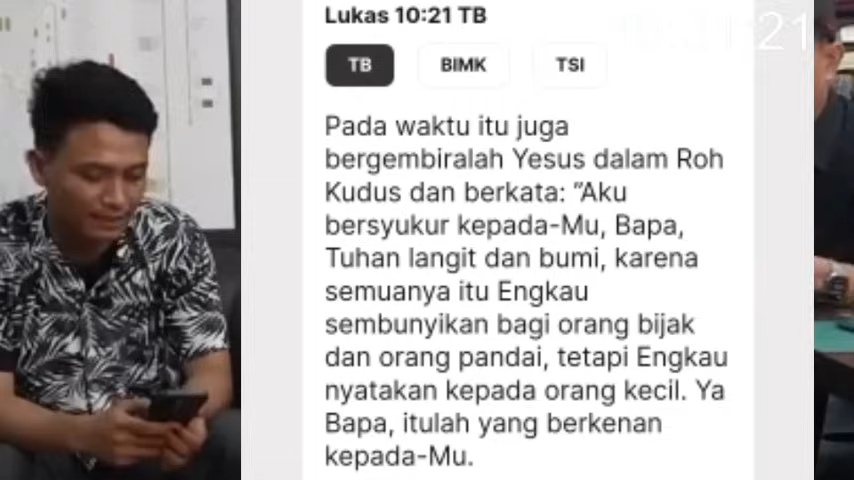 Lukas 10:21 TB
TB BIMK TSI
Pada waktu itu juga
bergembiralah Yesus dalam Roh
Kudus dan berkata: "Aku
bersyukur kepada-Mu, Bapa,
Tuhan langit dan bumi, karena
semuanya itu Engkau
sembunyikan bagi orang bijak
dan orang pandai, tetapi Engkau
nyatakan kepada orang kecil. Ya
Bapa, itulah yang berkenan
kepada-Mu.